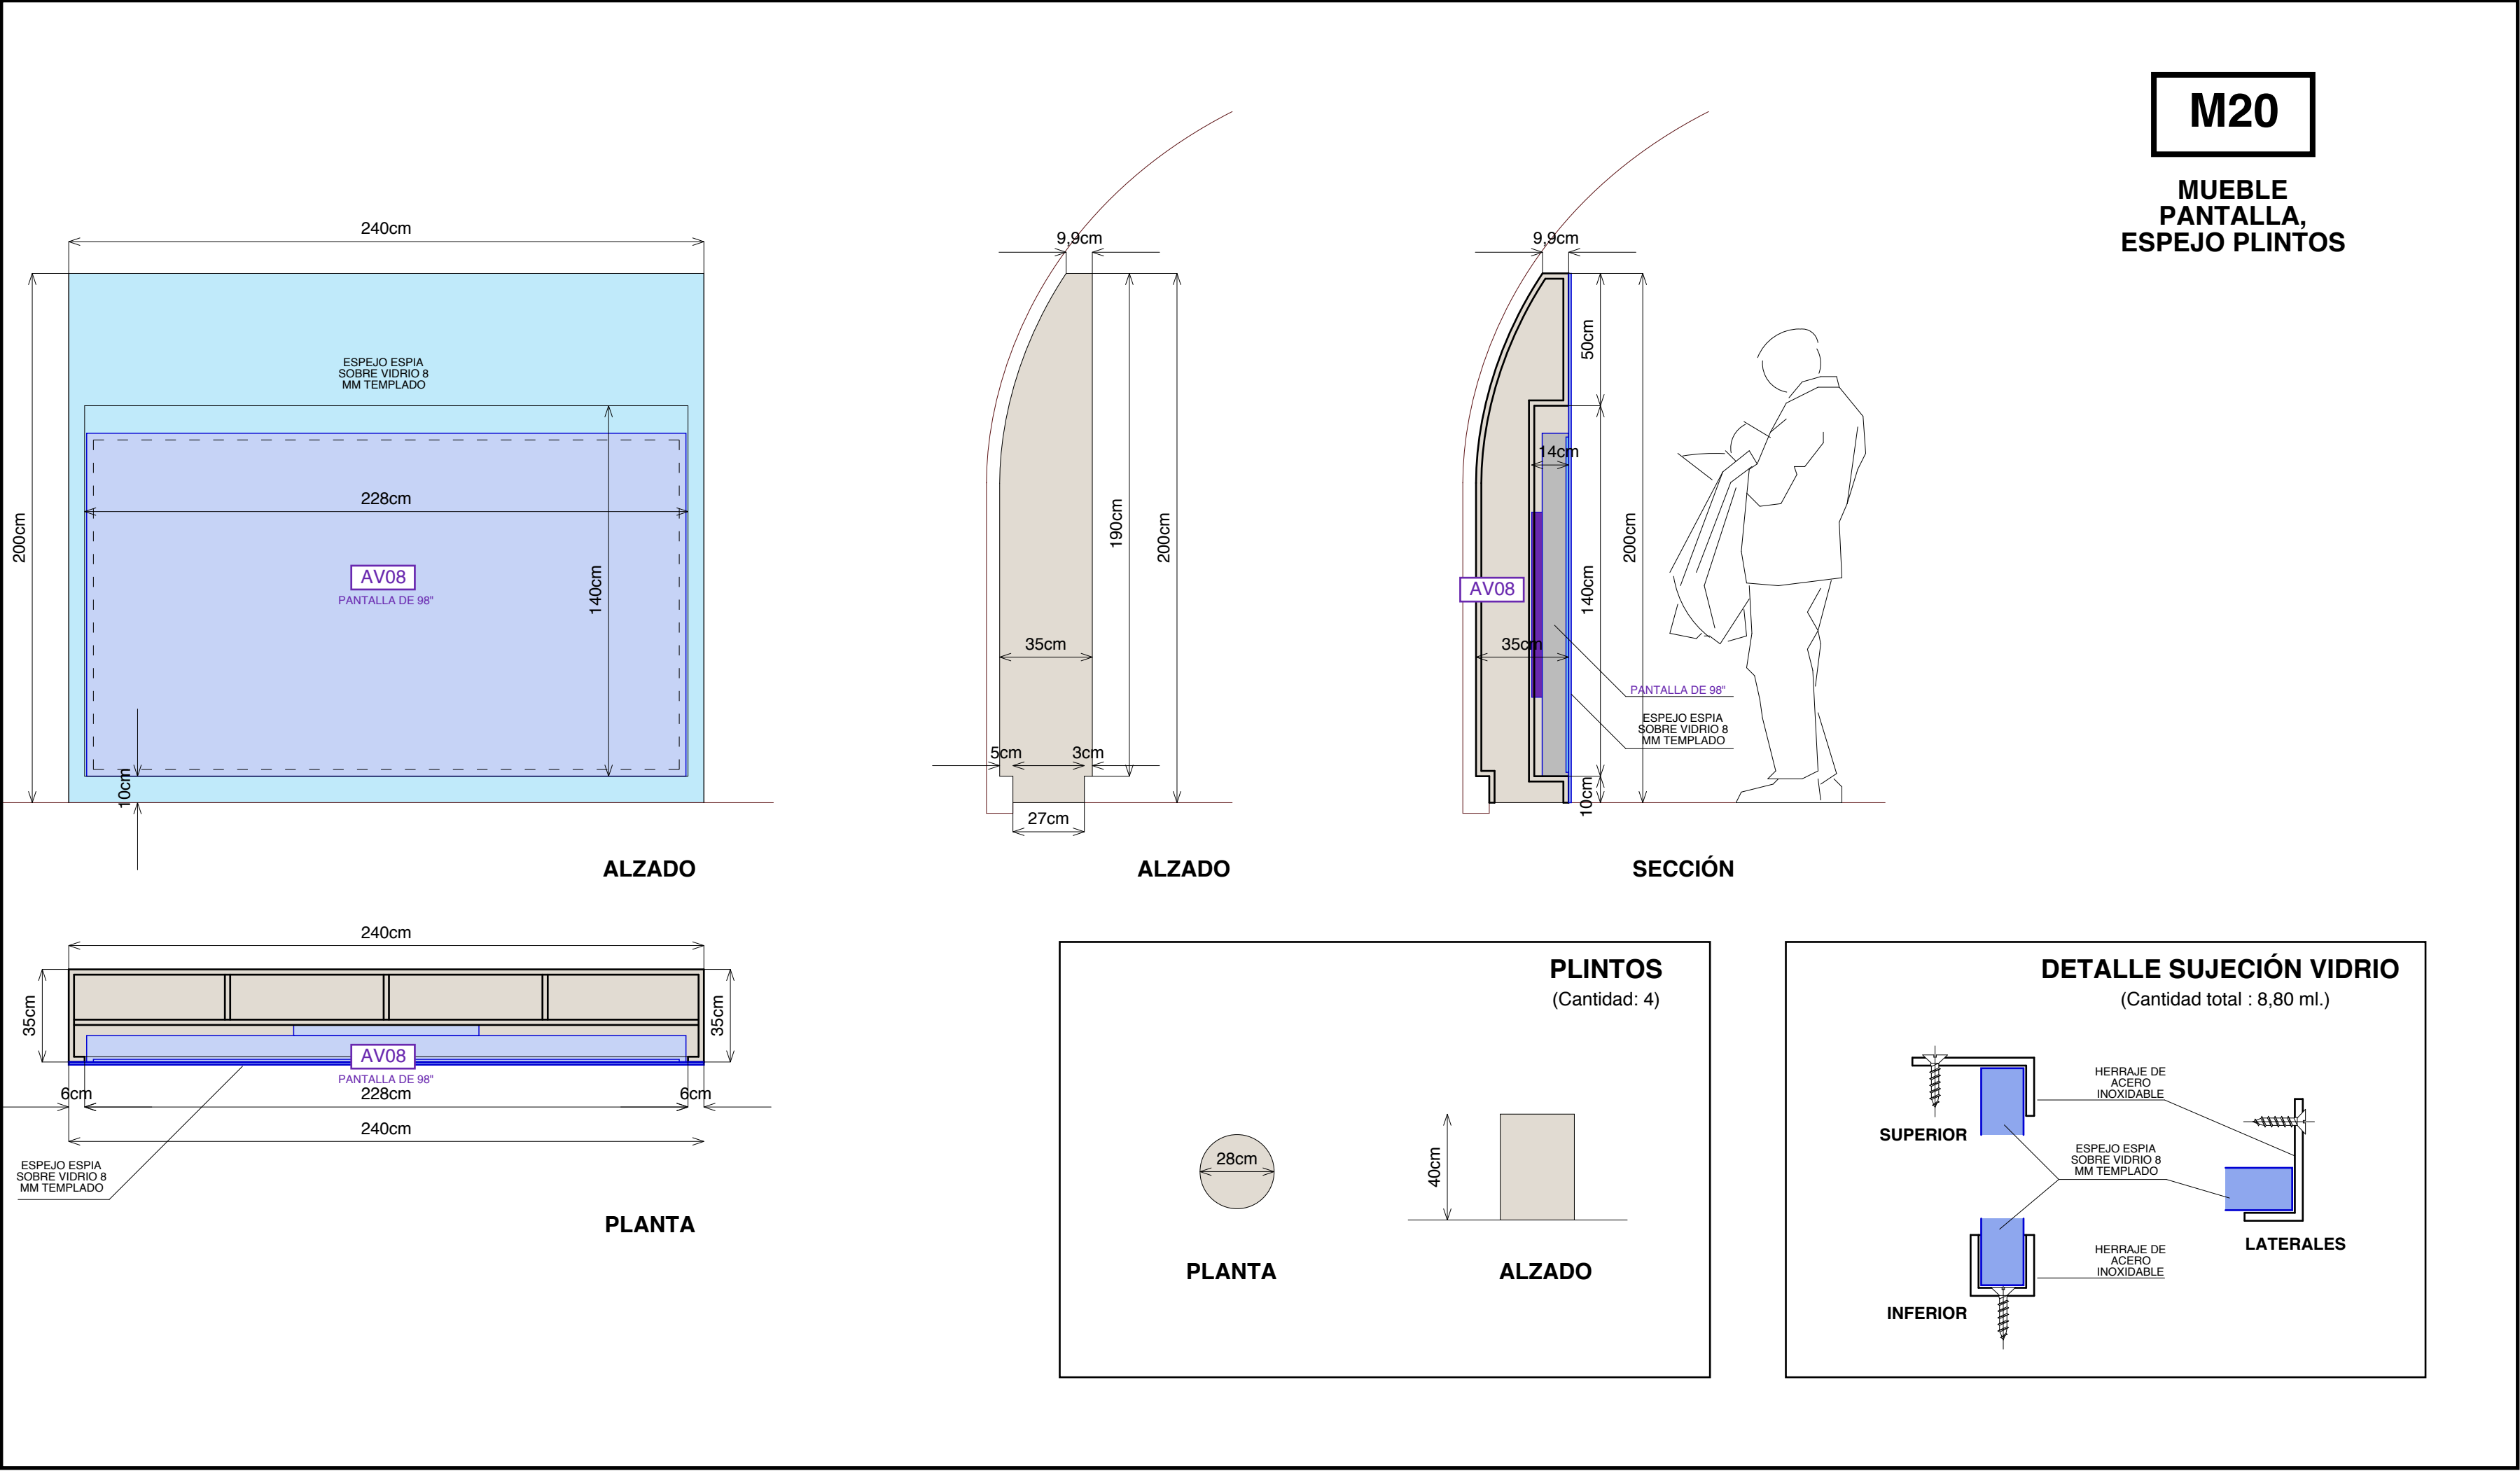 M20
MUEBLE
PANTALLA,
ESPEJO PLINTOS
240cm
200cm
ESPEJO ESPIA
SOBRE VIDRIO 8
MM TEMPLADO
228cm
140cm
AV08
PANTALLA DE 98"
10cm
ALZADO
9,9cm
190cm
200cm
35cm
5cm
3cm
27cm
ALZADO
9,9cm
50cm
14cm
200cm
140cm
AV08
35cm
PANTALLA DE 98"
ESPEJO ESPIA
SOBRE VIDRIO 8
MM TEMPLADO
10cm
SECCIÓN
240cm
35cm
35cm
AV08
PANTALLA DE 98"
6cm
228cm
6cm
240cm
ESPEJO ESPIA
SOBRE VIDRIO 8
MM TEMPLADO
PLANTA
PLINTOS
(Cantidad: 4)
28cm
40cm
PLANTA
ALZADO
DETALLE SUJECIÓN VIDRIO
(Cantidad total : 8,80 ml.)
HERRAJE DE
ACERO
INOXIDABLE
SUPERIOR
ESPEJO ESPIA
SOBRE VIDRIO 8
MM TEMPLADO
LATERALES
HERRAJE DE
ACERO
INOXIDABLE
INFERIOR